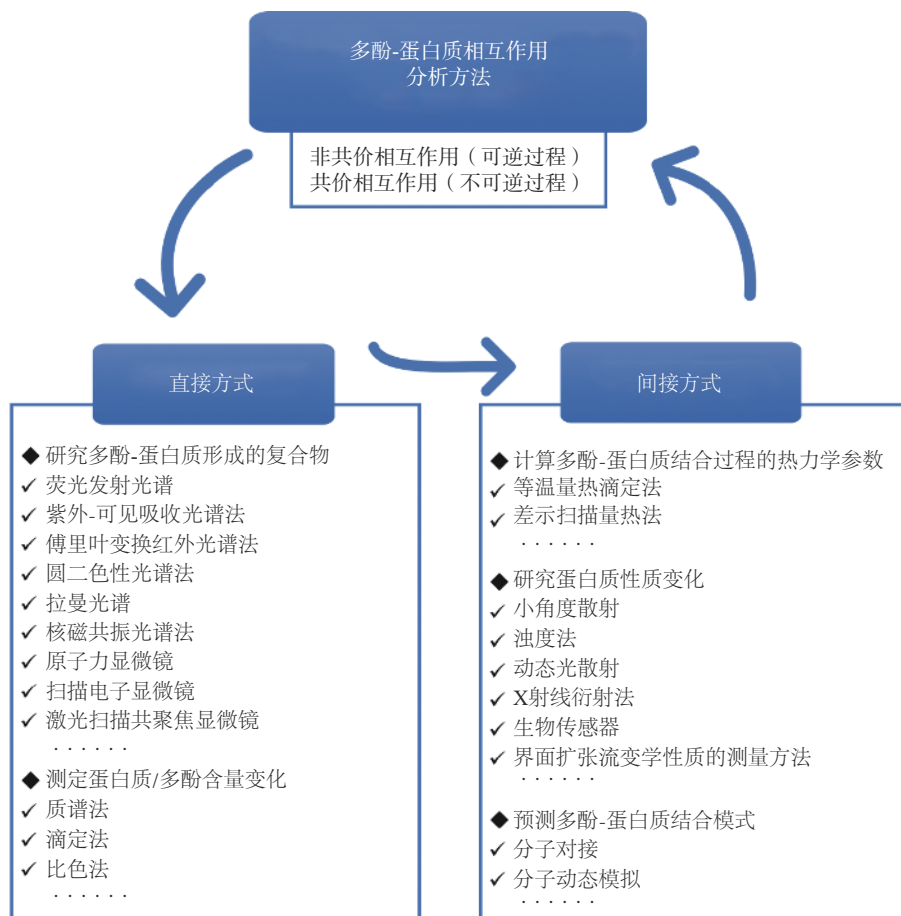 多酚-蛋白质相互作用
分析方法
非共价相互作用（可逆过程）
共价相互作用（不可逆过程）
直接方式
◆ 研究多酚-蛋白质形成的复合物
✓ 荧光发射光谱
✓ 紫外-可见吸收光谱法
✓ 傅里叶变换红外光谱法
✓ 圆二色性光谱法
✓ 拉曼光谱
✓ 核磁共振光谱法
✓ 原子力显微镜
✓ 扫描电子显微镜
✓ 激光扫描共聚焦显微镜
······
◆ 测定蛋白质/多酚含量变化
✓ 质谱法
✓ 滴定法
✓ 比色法
······
间接方式
◆ 计算多酚-蛋白质结合过程的热力学参数
✓ 等温量热滴定法
✓ 差示扫描量热法
······
◆ 研究蛋白质性质变化
✓ 小角度散射
✓ 浊度法
✓ 动态光散射
✓ X射线衍射法
✓ 生物传感器
✓ 界面扩张流变学性质的测量方法
······
◆ 预测多酚-蛋白质结合模式
✓ 分子对接
✓ 分子动态模拟
······